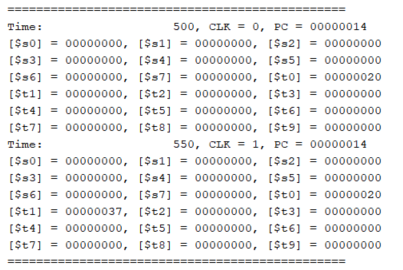 ===============================================
Time: 500, CLK = 0, PC = 00000014
[$s0] = 00000000, [$s1] = 00000000, [$s2] = 00000000
[$s3] = 00000000, [$s4] = 00000000, [$s5] = 00000000
[$s6] = 00000000, [$s7] = 00000000, [$t0] = 00000020
[$t1] = 00000000, [$t2] = 00000000, [$t3] = 00000000
[$t4] = 00000000, [$t5] = 00000000, [$t6] = 00000000
[$t7] = 00000000, [$t8] = 00000000, [$t9] = 00000000
Time: 550, CLK = 1, PC = 00000014
[$s0] = 00000000, [$s1] = 00000000, [$s2] = 00000000
[$s3] = 00000000, [$s4] = 00000000, [$s5] = 00000000
[$s6] = 00000000, [$s7] = 00000000, [$t0] = 00000020
[$t1] = 00000037, [$t2] = 00000000, [$t3] = 00000000
[$t4] = 00000000, [$t5] = 00000000, [$t6] = 00000000
[$t7] = 00000000, [$t8] = 00000000, [$t9] = 00000000
===============================================